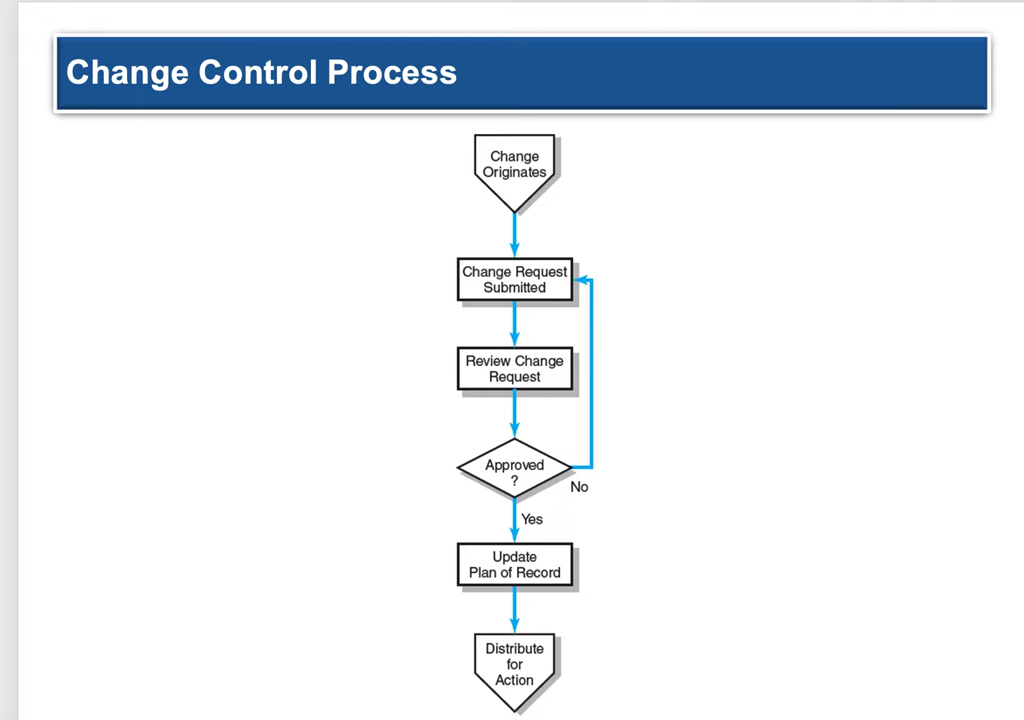 Change Control Process
Change
Originates
Change Request
Submitted
Review Change
Request
Approved
?
No
Yes
Update
Plan of Record
Distribute
for
Action